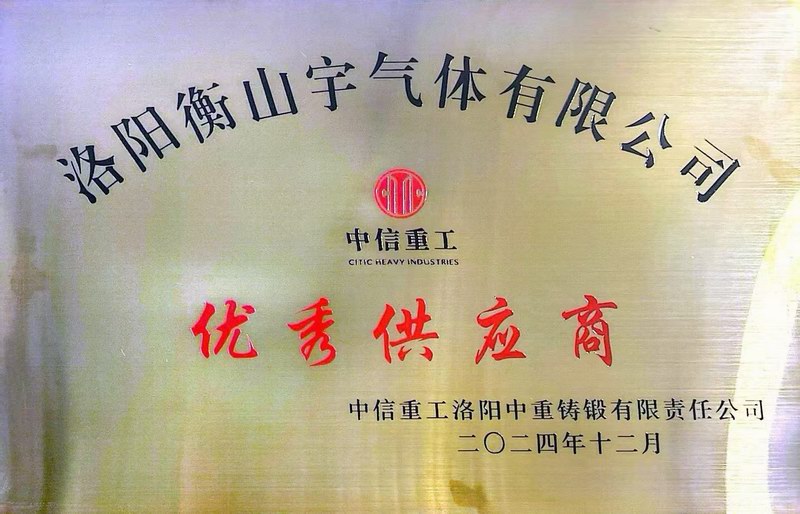 洛阳衡山宇气体有限公司
中信重工
CITIC HEAVY INDUSTRIES
优秀供应商
中信重工洛阳中重铸锻有限责任公司
二〇二四年十二月